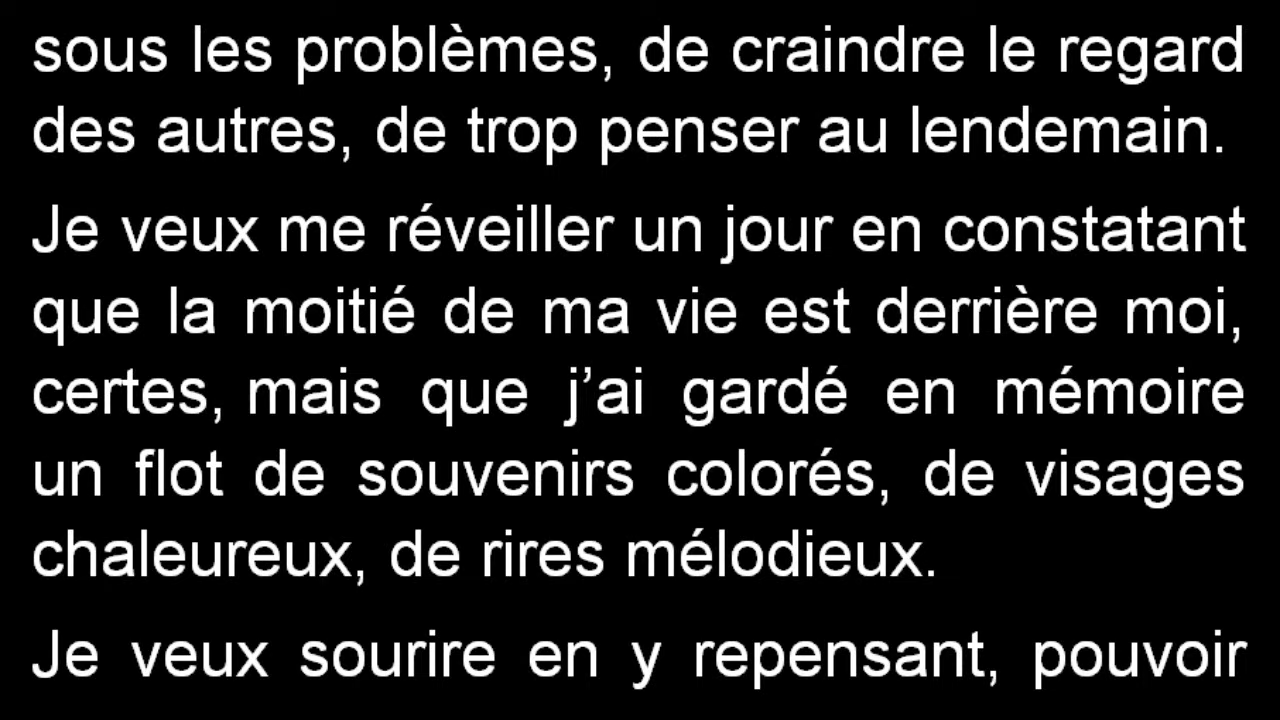 sous les problèmes, de craindre le regard
des autres, de trop penser au lendemain.
Je veux me réveiller un jour en constatant
que la moitié de ma vie est derrière moi,
certes, mais que j’ai gardé en mémoire
un flot de souvenirs colorés, de visages
chaleureux, de rires mélodieux.
Je veux sourire en y repensant, pouvoir